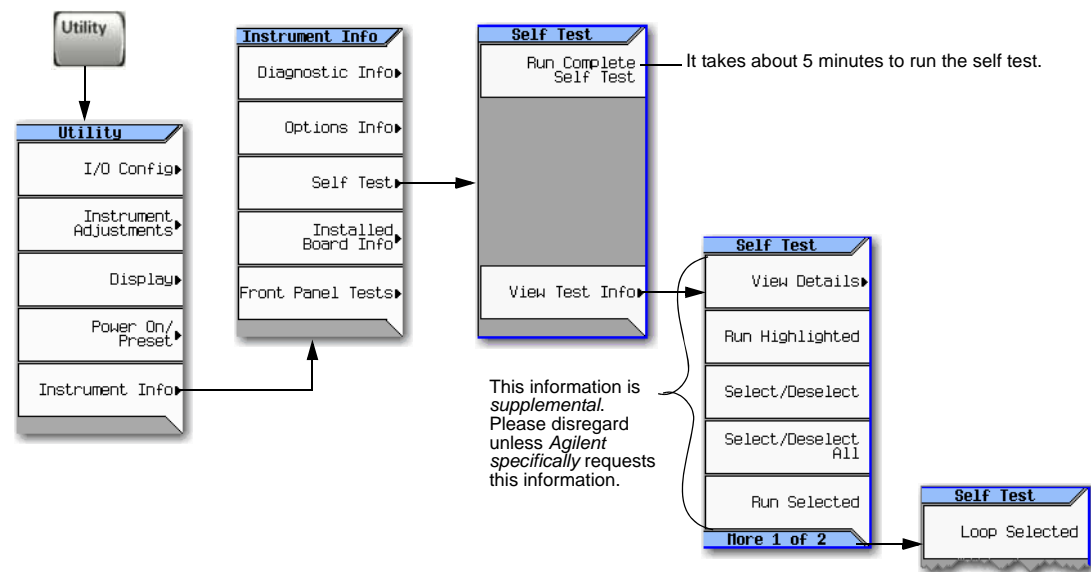 Utility
Utility
I/O Config
Instrument
Adjustments
Display
Power On/
Preset
Instrument Info
Instrument Info
Diagnostic Info
Options Info
Self Test
Installed
Board Info
Front Panel Tests
Self Test
Run Complete
Self Test
View Test Info
It takes about 5 minutes to run the self test.
This information is
supplemental.
Please disregard
unless Agilent
specifically requests
this information.
Self Test
View Details
Run Highlighted
Select/Deselect
Select/Deselect
All
Run Selected
More 1 of 2
Self Test
Loop Selected